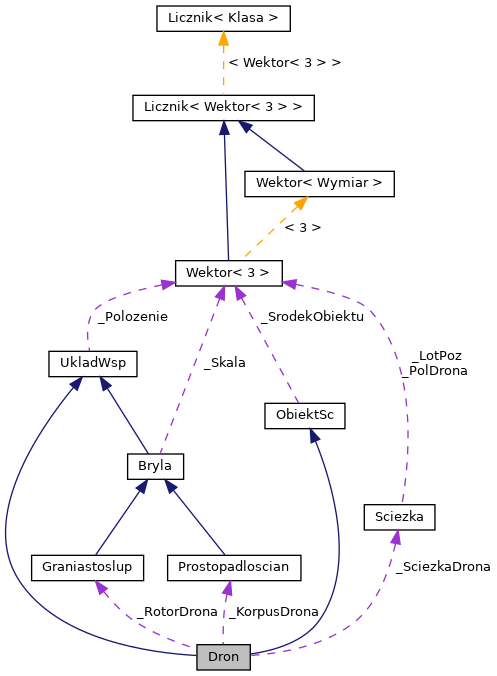 Licznik< Klasa >
< Wektor< 3 > >
Licznik< Wektor< 3 > >
Wektor< Wymiar >
< 3 >
Wektor< 3 >
_Polozenie
_SrodekObiektu
_LotPoz
_PolDrona
UkladWsp
_Skala
ObiektSc
Bryla
Sciezka
Graniastoslup
Prostopadloscian
_SciezkaDrona
_RotorDrona
_KorpusDrona
Dron